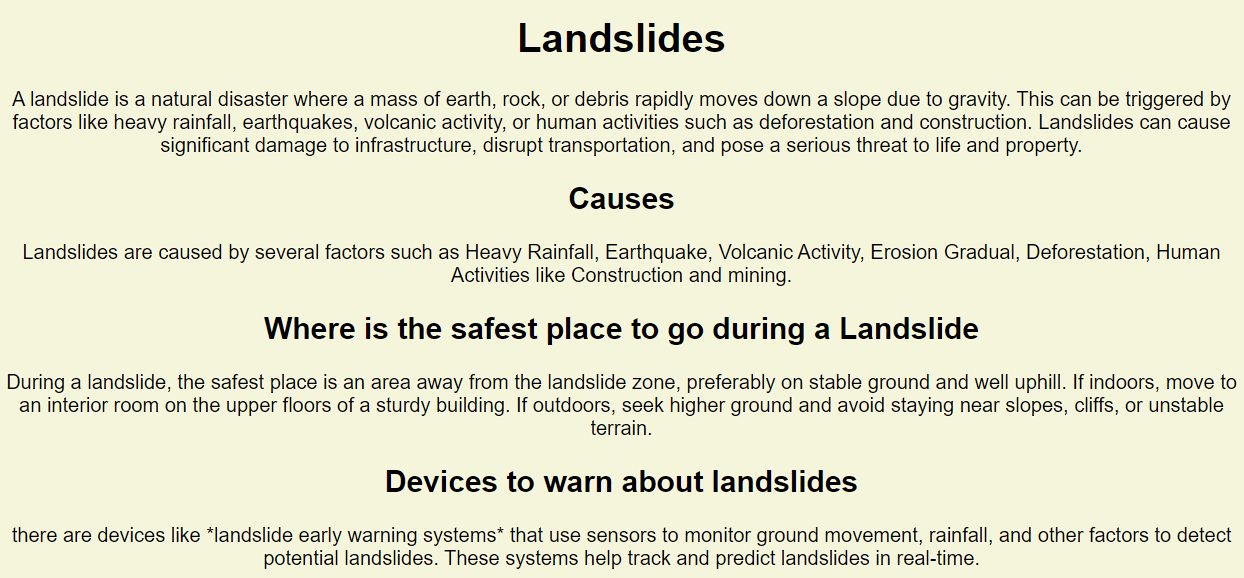 Landslides
A landslide is a natural disaster where a mass of earth, rock, or debris rapidly moves down a slope due to gravity. This can be triggered by
factors like heavy rainfall, earthquakes, volcanic activity, or human activities such as deforestation and construction. Landslides can cause
significant damage to infrastructure, disrupt transportation, and pose a serious threat to life and property.
Causes
Landslides are caused by several factors such as Heavy Rainfall, Earthquake, Volcanic Activity, Erosion Gradual, Deforestation, Human
Activities like Construction and mining.
Where is the safest place to go during a Landslide
During a landslide, the safest place is an area away from the landslide zone, preferably on stable ground and well uphill. If indoors, move to
an interior room on the upper floors of a sturdy building. If outdoors, seek higher ground and avoid staying near slopes, cliffs, or unstable
terrain.
Devices to warn about landslides
there are devices like *landslide early warning systems* that use sensors to monitor ground movement, rainfall, and other factors to detect
potential landslides. These systems help track and predict landslides in real-time.